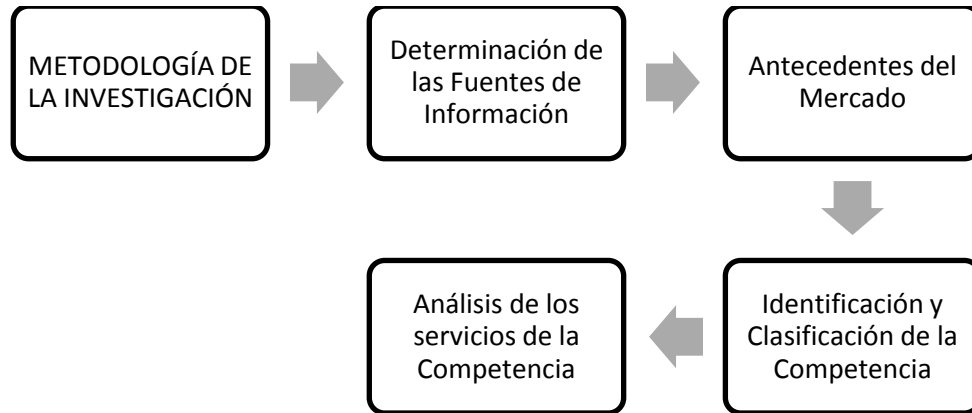 METODOLOGÍA DE
LA INVESTIGACIÓN
Determinación de
las Fuentes de
Información
Antecedentes del
Mercado
Identificación y
Clasificación de la
Competencia
Análisis de los
servicios de la
Competencia